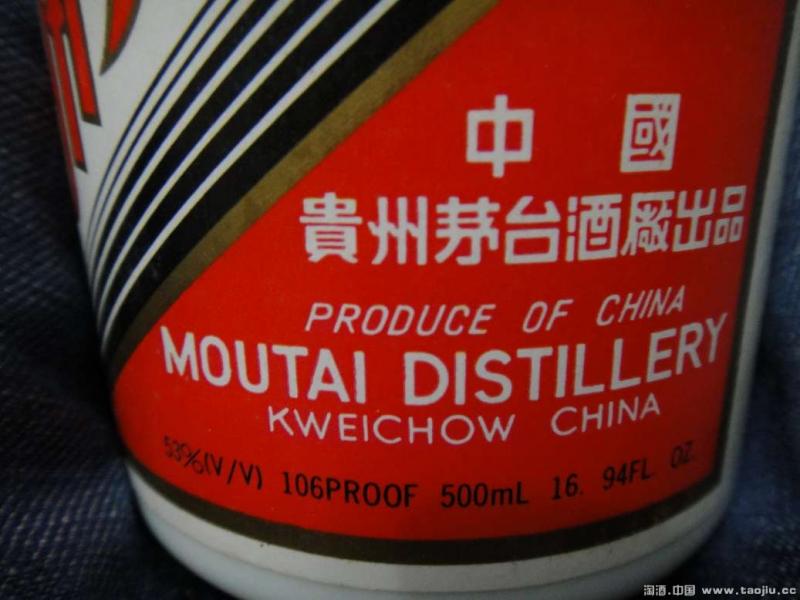 中國
貴州茅台酒廠出品
PRODUCE OF CHINA
MOUTAI DISTILLERY
KWEICHOW CHINA
53%(V/V) 106PROOF 500mL 16. 94FL. OZ.
淘酒.中国 www.taojiu.cc